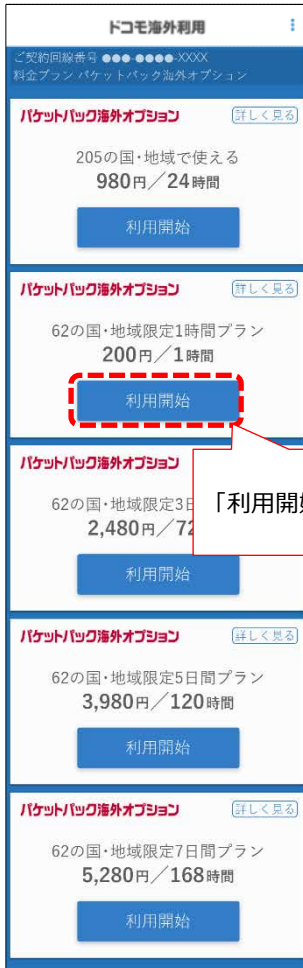 ドコモ海外利用
ご契約回線番号 ●●●-●●●●-XXXX
料金プラン パケットパック海外オプション
パケットパック海外オプション 詳しく見る
205の国・地域で使える
980円／24時間
利用開始
パケットパック海外オプション 詳しく見る
62の国・地域限定1時間プラン
200円／1時間
利用開始
パケットパック海外オプション
62の国・地域限定3
「利用開
2,480円／7
利用開始
パケットパック海外オプション 詳しく見る
62の国・地域限定5日間プラン
3,980円／120時間
利用開始
パケットパック海外オプション 詳しく見る
62の国・地域限定7日間プラン
5,280円／168時間
利用開始